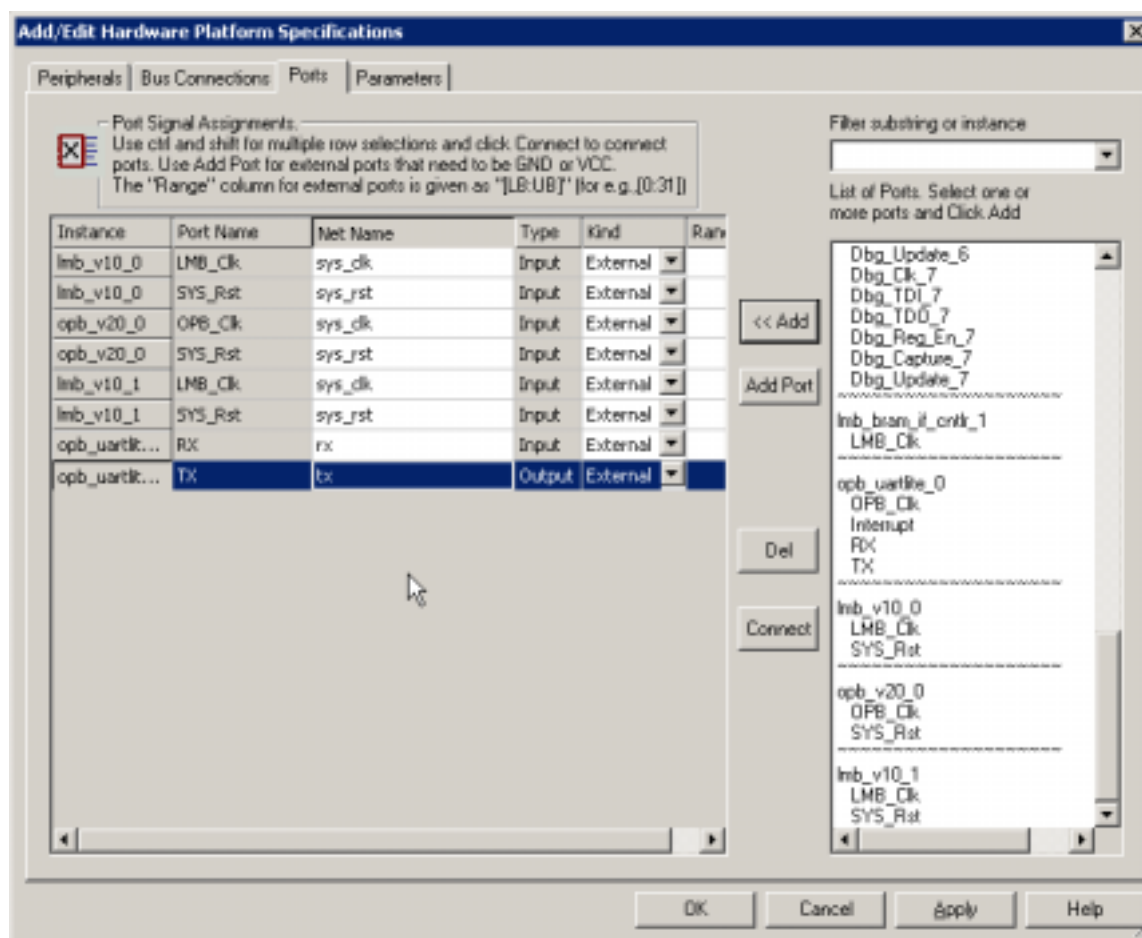 Add/Edit Hardware Platform Specifications
Peripherals Bus Connections Ports Parameters
Port Signal Assignments.
Use ctrl and shift for multiple row selections and click Connect to connect
ports. Use Add Port for external ports that need to be GND or VCC.
The "Range" column for external ports is given as "[LB:UB]" (for e.g.,[0:31])
Instance Port Name Net Name Type Kind Ran
lmb_v10_0 LMB_Clk sys_clk Input External
lmb_v10_0 SYS_Rst sys_rst Input External
opb_v20_0 OPB_Clk sys_clk Input External
opb_v20_0 SYS_Rst sys_rst Input External
lmb_v10_1 LMB_Clk sys_clk Input External
lmb_v10_1 SYS_Rst sys_rst Input External
opb_uartlit... RX rx Input External
opb_uartlit... TX tx Output External
<< Add
Add Port
Del
Connect
Filter substring or instance
List of Ports. Select one or
more ports and Click Add
Dbg_Update_6
Dbg_Clk_7
Dbg_TDI_7
Dbg_TDO_7
Dbg_Reg_En_7
Dbg_Capture_7
Dbg_Update_7
~~~~~~~~~~~~~~~~~~~~~
lmb_bram_if_cntlr_1
LMB_Clk
~~~~~~~~~~~~~~~~~~~~~
opb_uartlite_0
OPB_Clk
Interrupt
RX
TX
~~~~~~~~~~~~~~~~~~~~~
lmb_v10_0
LMB_Clk
SYS_Rst
~~~~~~~~~~~~~~~~~~~~~
opb_v20_0
OPB_Clk
SYS_Rst
~~~~~~~~~~~~~~~~~~~~~
lmb_v10_1
LMB_Clk
SYS_Rst
OK Cancel Apply Help